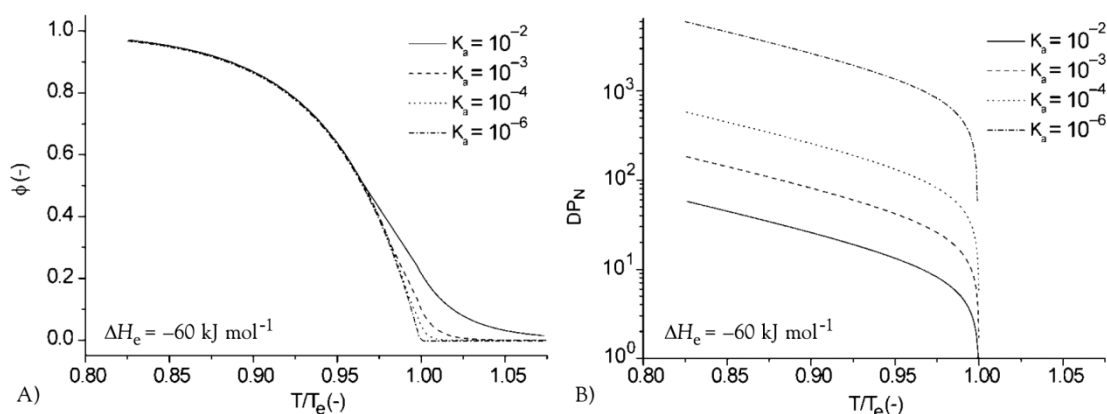 1.0
0.8
0.6
0.4
0.2
0.0
ϕ (-)
Kₐ = 10⁻²
Kₐ = 10⁻³
Kₐ = 10⁻⁴
Kₐ = 10⁻⁶
ΔHₑ = –60 kJ mol⁻¹
0.80 0.85 0.90 0.95 1.00 1.05
T/Tₑ(-)
A)
10³
10²
10¹
10⁰
DP_N
Kₐ = 10⁻²
Kₐ = 10⁻³
Kₐ = 10⁻⁴
Kₐ = 10⁻⁶
ΔHₑ = –60 kJ mol⁻¹
0.80 0.85 0.90 0.95 1.00 1.05
T/Tₑ(-)
B)